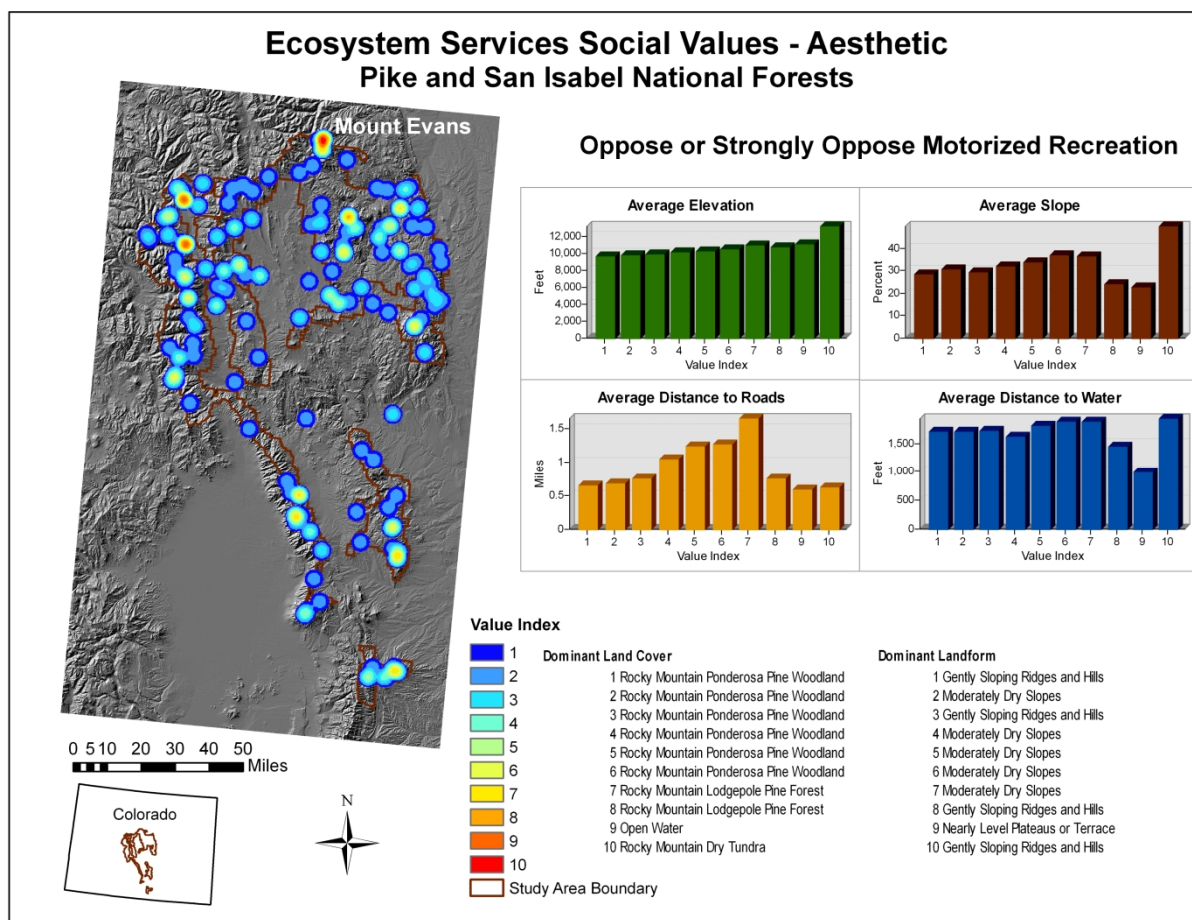 Ecosystem Services Social Values - Aesthetic
Pike and San Isabel National Forests
Mount Evans
Oppose or Strongly Oppose Motorized Recreation
Average Elevation
Feet
12,000
10,000
8,000
6,000
4,000
2,000
0
1 2 3 4 5 6 7 8 9 10
Value Index
Average Slope
Percent
40
30
20
10
0
1 2 3 4 5 6 7 8 9 10
Value Index
Average Distance to Roads
Miles
1.5
1
0.5
0
1 2 3 4 5 6 7 8 9 10
Value Index
Average Distance to Water
Feet
1,500
1,000
500
0
1 2 3 4 5 6 7 8 9 10
Value Index
Value Index
1
2
3
4
5
6
7
8
9
10
Study Area Boundary
Dominant Land Cover
1 Rocky Mountain Ponderosa Pine Woodland
2 Rocky Mountain Ponderosa Pine Woodland
3 Rocky Mountain Ponderosa Pine Woodland
4 Rocky Mountain Ponderosa Pine Woodland
5 Rocky Mountain Ponderosa Pine Woodland
6 Rocky Mountain Ponderosa Pine Woodland
7 Rocky Mountain Lodgepole Pine Forest
8 Rocky Mountain Lodgepole Pine Forest
9 Open Water
10 Rocky Mountain Dry Tundra
Dominant Landform
1 Gently Sloping Ridges and Hills
2 Moderately Dry Slopes
3 Gently Sloping Ridges and Hills
4 Moderately Dry Slopes
5 Moderately Dry Slopes
6 Moderately Dry Slopes
7 Moderately Dry Slopes
8 Gently Sloping Ridges and Hills
9 Nearly Level Plateaus or Terrace
10 Gently Sloping Ridges and Hills
0 5 10 20 30 40 50
Miles
Colorado
N